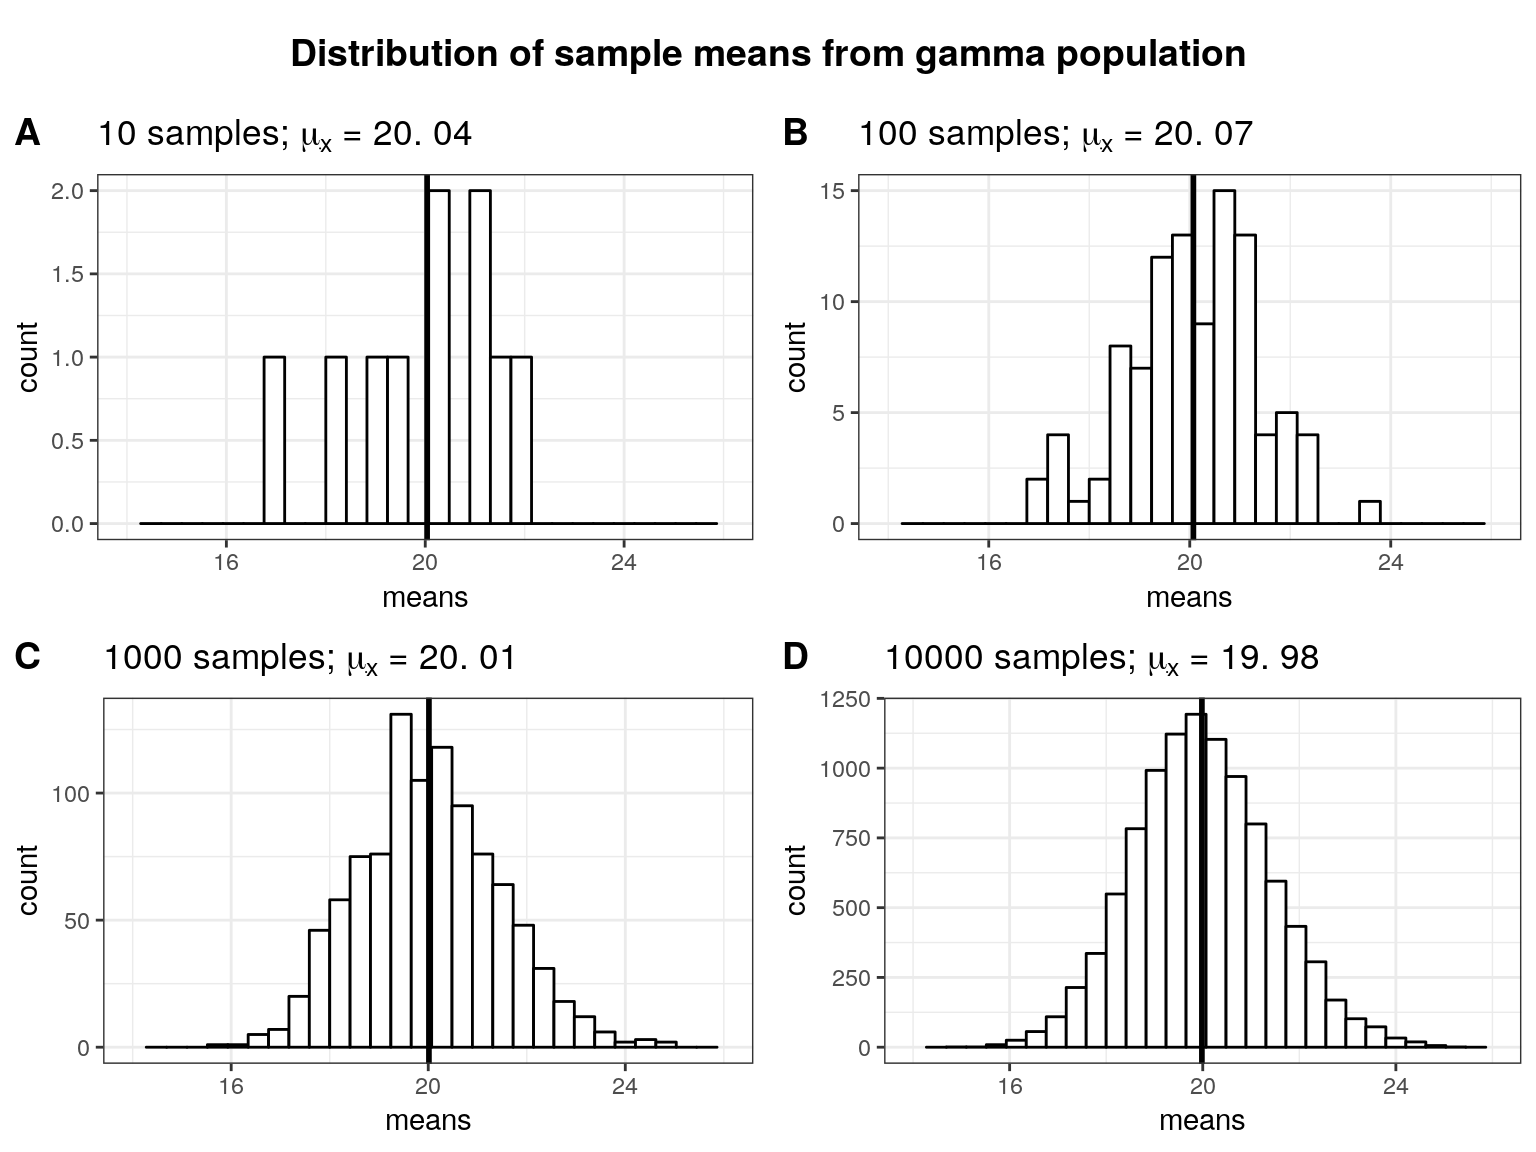 Distribution of sample means from gamma population
A 10 samples; μx = 20. 04
2.0
1.5
1.0
0.5
0.0
count
16 20 24
means
B 100 samples; μx = 20. 07
15
10
5
0
count
16 20 24
means
C 1000 samples; μx = 20. 01
100
50
0
count
16 20 24
means
D 10000 samples; μx = 19. 98
1250
1000
750
500
250
0
count
16 20 24
means